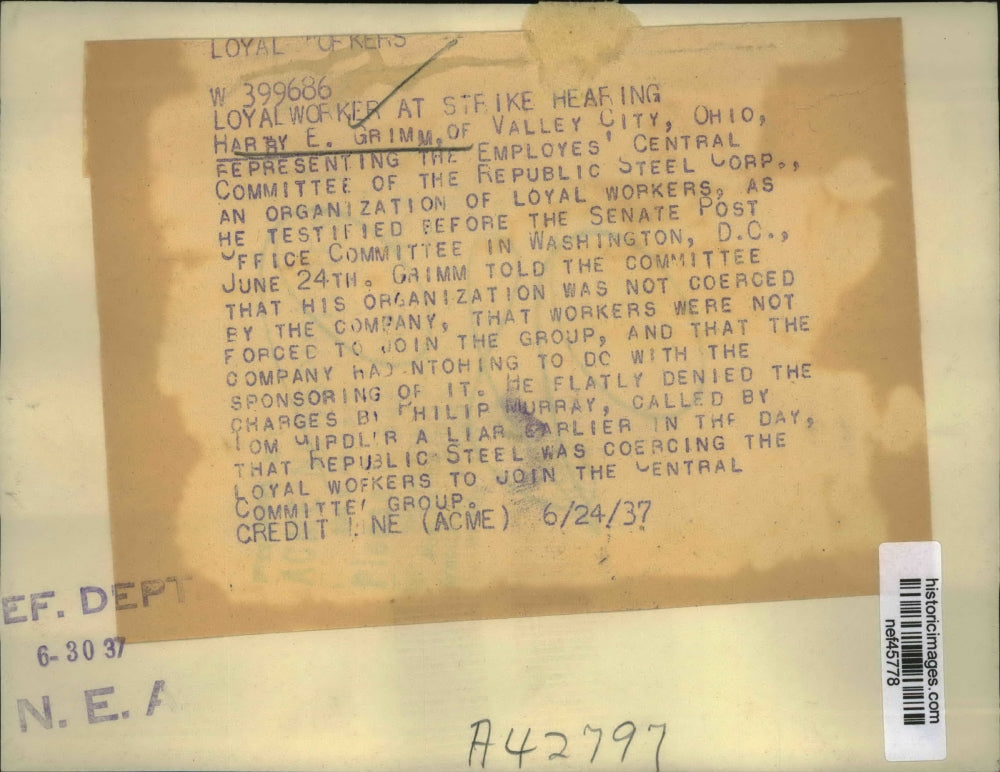 LOYAL WORKERS
W 399686
LOYAL WORKER AT STRIKE HEARING
HARRY E. GRIMM, OF VALLEY CITY, OHIO,
REPRESENTING THE EMPLOYES' CENTRAL
COMMITTEE OF THE REPUBLIC STEEL CORP.,
AN ORGANIZATION OF LOYAL WORKERS, AS
HE TESTIFIED BEFORE THE SENATE POST
OFFICE COMMITTEE IN WASHINGTON, D.C.,
JUNE 24TH. GRIMM TOLD THE COMMITTEE
THAT HIS ORGANIZATION WAS NOT COERCED
BY THE COMPANY, THAT WORKERS WERE NOT
FORCED TO JOIN THE GROUP, AND THAT THE
COMPANY HAD NTOHING TO DO WITH THE
SPONSORING OF IT. HE FLATLY DENIED THE
CHARGES BY PHILIP MURRAY, CALLED BY
TOM GIRDLER A LIAR EARLIER IN THE DAY,
THAT REPUBLIC STEEL WAS COERCING THE
LOYAL WORKERS TO JOIN THE CENTRAL
COMMITTEE GROUP.
CREDIT LINE (ACME) 6/24/37
EF. DEPT
6-30 37
N. E. A
A42797
historicimages.com
nef45778